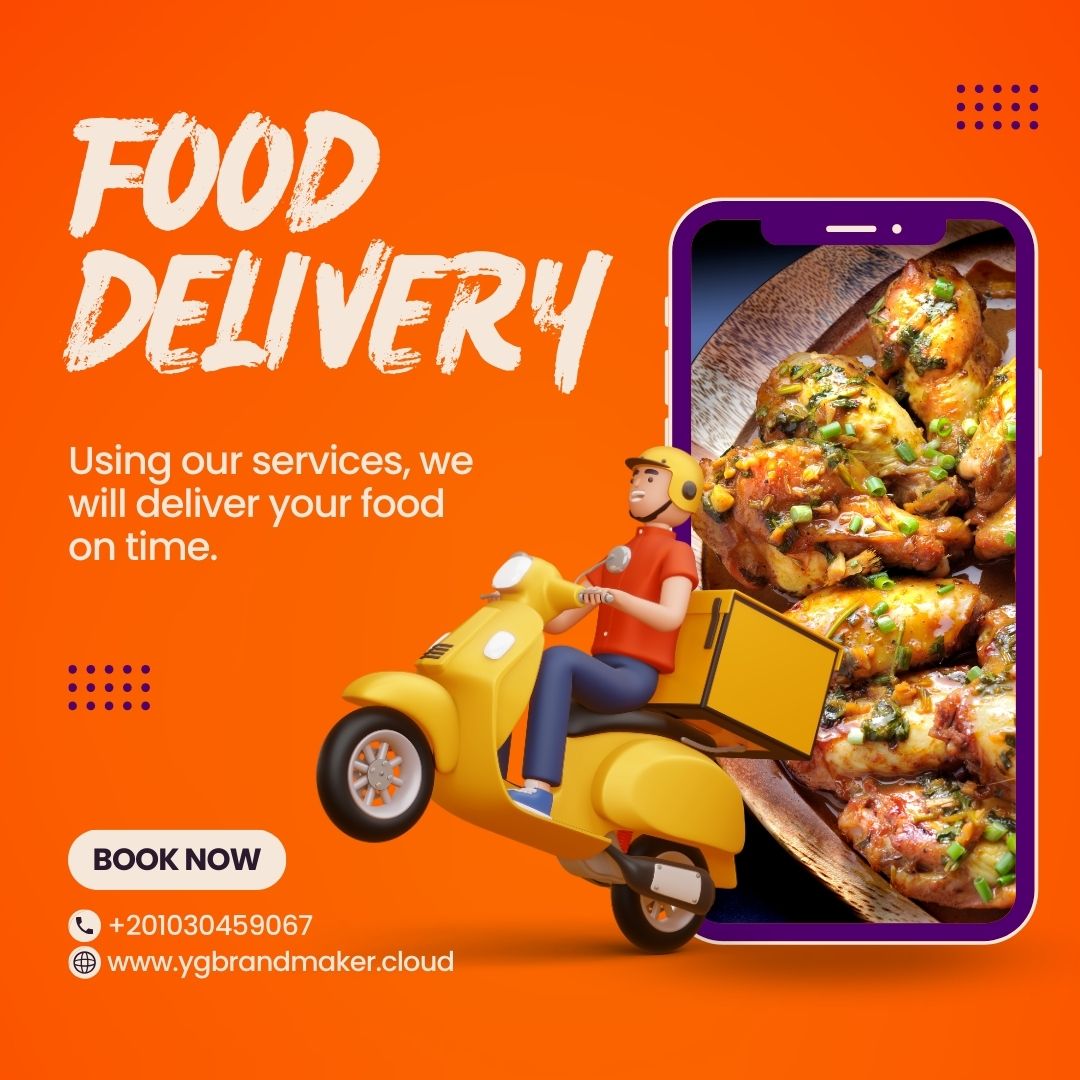 FOOD
DELIVERY
Using our services, we
will deliver your food
on time.
BOOK NOW
+201030459067
www.ygbrandmaker.cloud